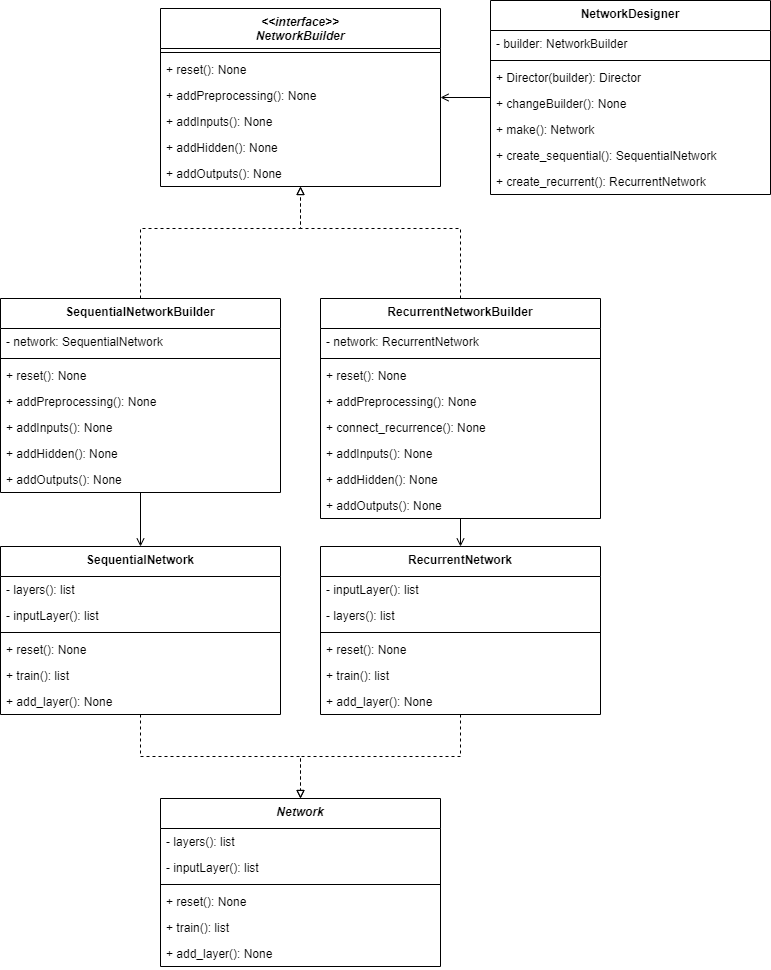 <<interface>>
NetworkBuilder
+ reset(): None
+ addPreprocessing(): None
+ addInputs(): None
+ addHidden(): None
+ addOutputs(): None
NetworkDesigner
- builder: NetworkBuilder
+ Director(builder): Director
+ changeBuilder(): None
+ make(): Network
+ create_sequential(): SequentialNetwork
+ create_recurrent(): RecurrentNetwork
SequentialNetworkBuilder
- network: SequentialNetwork
+ reset(): None
+ addPreprocessing(): None
+ addInputs(): None
+ addHidden(): None
+ addOutputs(): None
RecurrentNetworkBuilder
- network: RecurrentNetwork
+ reset(): None
+ addPreprocessing(): None
+ connect_recurrence(): None
+ addInputs(): None
+ addHidden(): None
+ addOutputs(): None
SequentialNetwork
- layers(): list
- inputLayer(): list
+ reset(): None
+ train(): list
+ add_layer(): None
RecurrentNetwork
- inputLayer(): list
- layers(): list
+ reset(): None
+ train(): list
+ add_layer(): None
Network
- layers(): list
- inputLayer(): list
+ reset(): None
+ train(): list
+ add_layer(): None